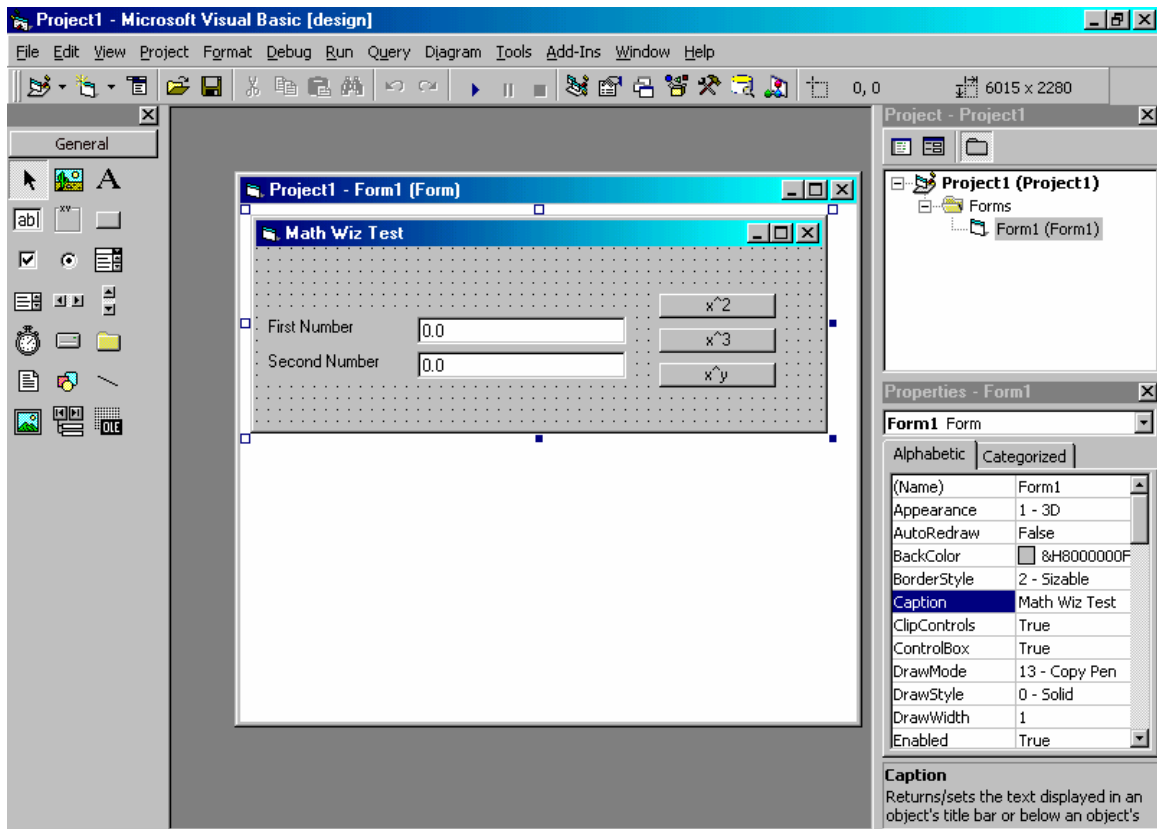 Project1 - Microsoft Visual Basic [design]
File Edit View Project Format Debug Run Query Diagram Tools Add-Ins Window Help
0, 0 6015 x 2280
General
A
ab|
XY
OLE
Project1 - Form1 (Form)
Math Wiz Test
First Number 0.0
Second Number 0.0
x^2
x^3
x^y
Project - Project1
Project1 (Project1)
Forms
Form1 (Form1)
Properties - Form1
Form1 Form
Alphabetic Categorized
(Name) Form1
Appearance 1 - 3D
AutoRedraw False
BackColor &H8000000F
BorderStyle 2 - Sizable
Caption Math Wiz Test
ClipControls True
ControlBox True
DrawMode 13 - Copy Pen
DrawStyle 0 - Solid
DrawWidth 1
Enabled True
Caption
Returns/sets the text displayed in an
object's title bar or below an object's